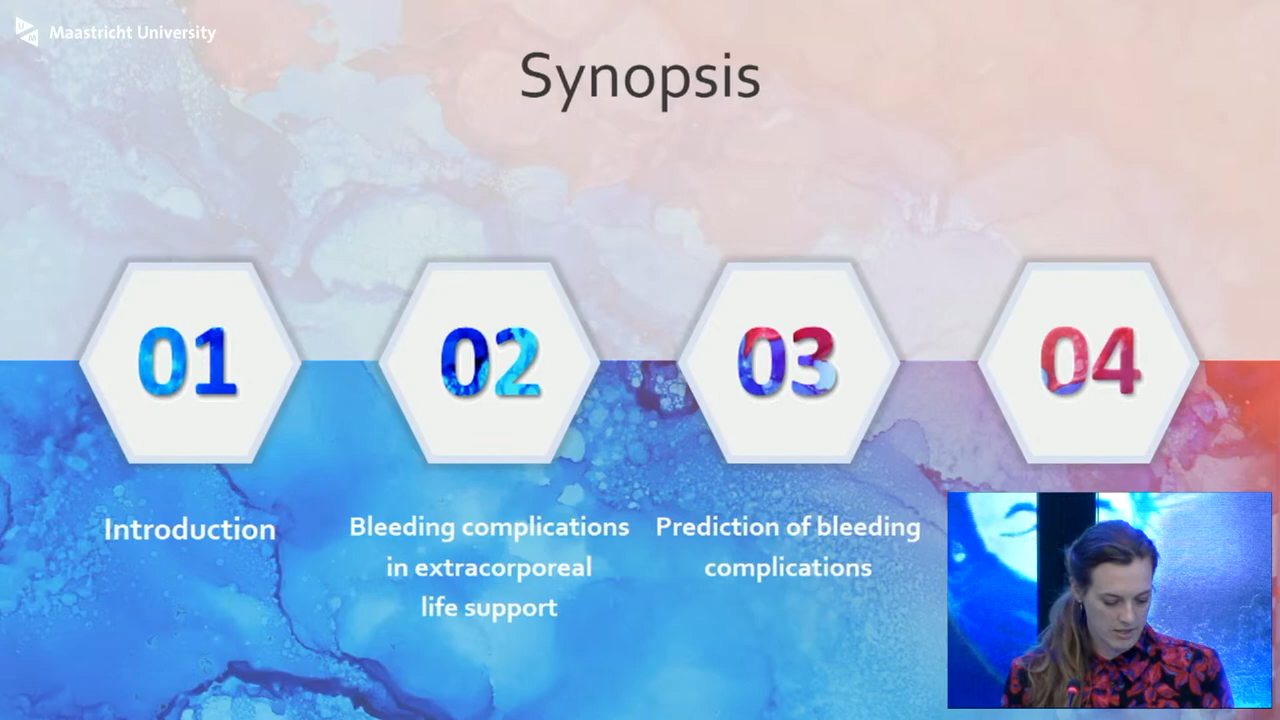 Maastricht University
Synopsis
01
02
03
04
Introduction
Bleeding complications
in extracorporeal
life support
Prediction of bleeding
complications